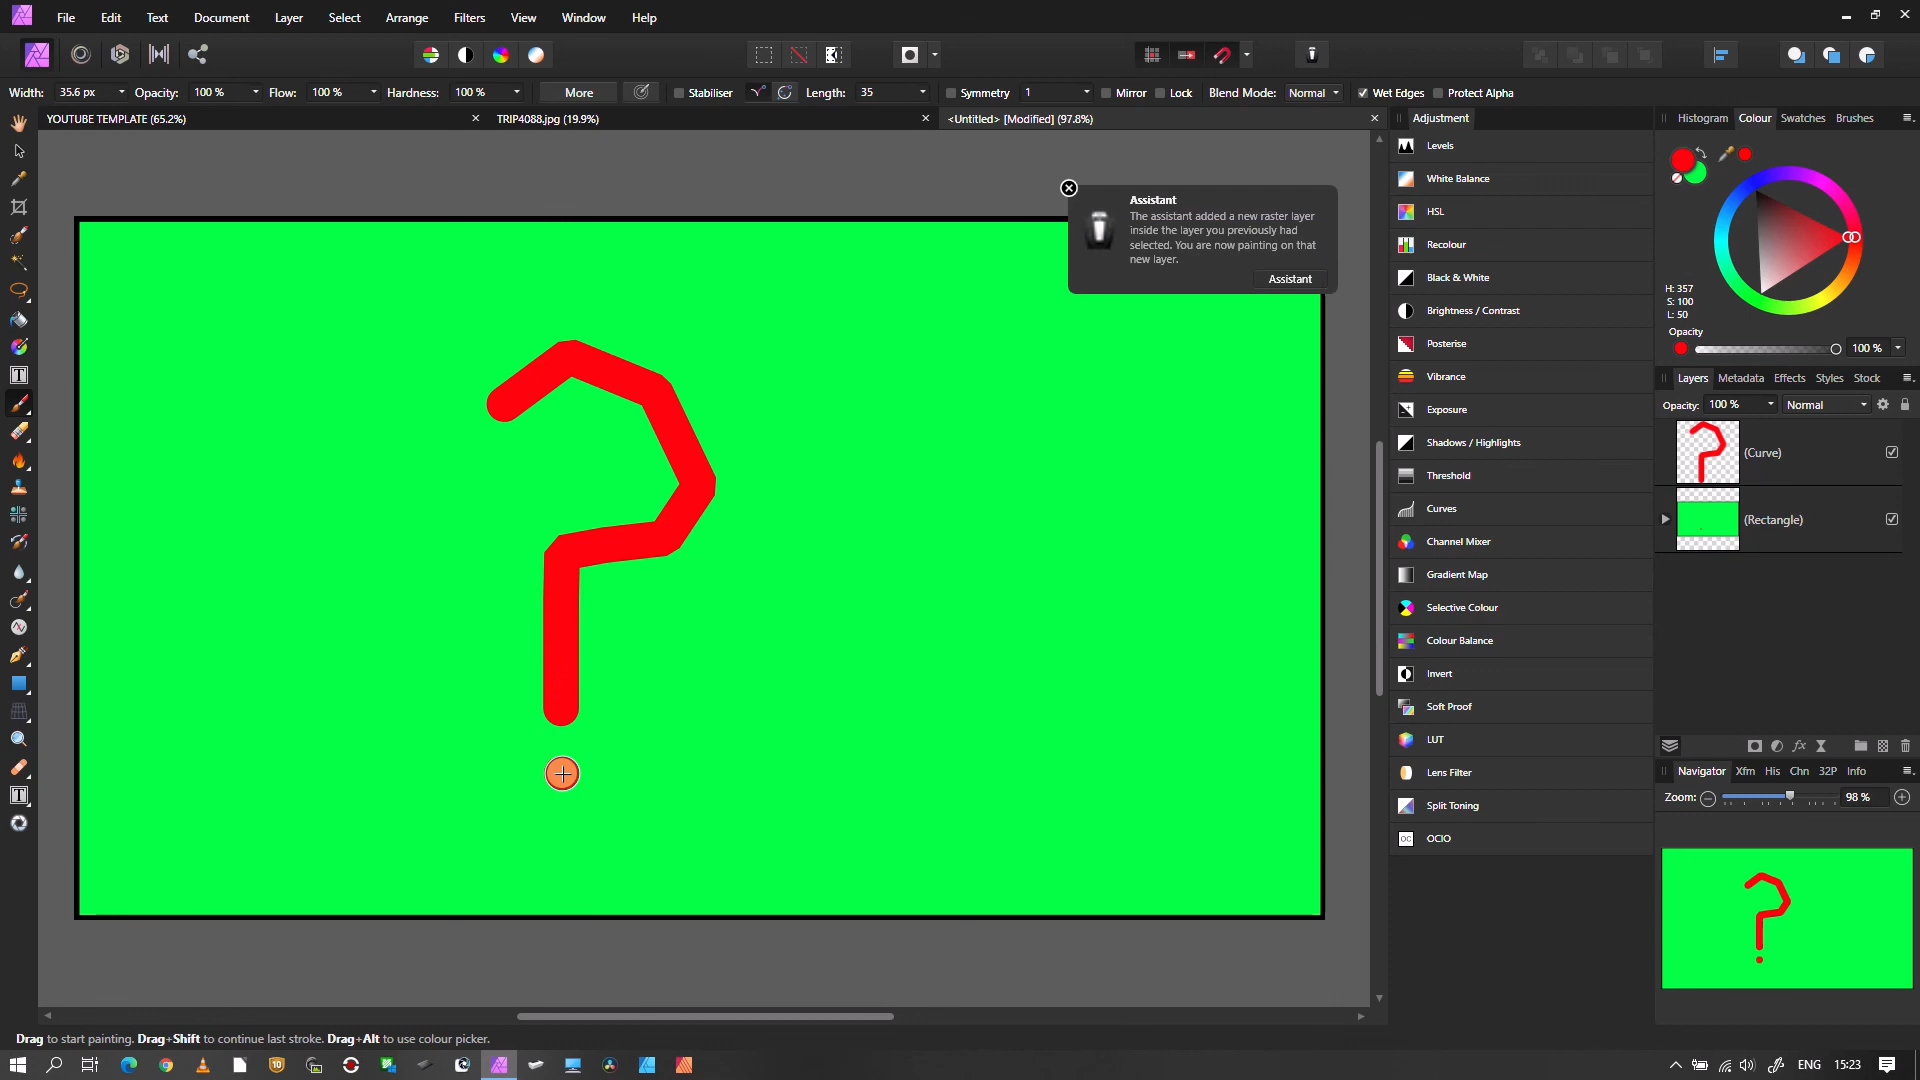 File Edit Text Document Layer Select Arrange Filters View Window Help
Width: 35.6 px Opacity: 100 % Flow: 100 % Hardness: 100 % More Stabiliser Length: 35 Symmetry 1 Mirror Lock Blend Mode: Normal Wet Edges Protect Alpha
YOUTUBE TEMPLATE (65.2%) TRIP4088.jpg (19.9%) <Untitled> [Modified] (97.8%)
Assistant
The assistant added a new raster layer
inside the layer you previously had
selected. You are now painting on that
new layer.
Assistant
?
Adjustment
Levels
White Balance
HSL
Recolour
Black & White
Brightness / Contrast
Posterise
Vibrance
Exposure
Shadows / Highlights
Threshold
Curves
Channel Mixer
Gradient Map
Selective Colour
Colour Balance
Invert
Soft Proof
LUT
Lens Filter
Split Toning
OC OCIO
Histogram Colour Swatches Brushes
H: 357
S: 100
L: 50
Opacity
100 %
Layers Metadata Effects Styles Stock
Opacity: 100 % Normal
(Curve)
(Rectangle)
fx
Navigator Xfrm His Chn 32P Info
Zoom: 98 %
Drag to start painting. Drag+Shift to continue last stroke. Drag+Alt to use colour picker.
10 ENG 15:23